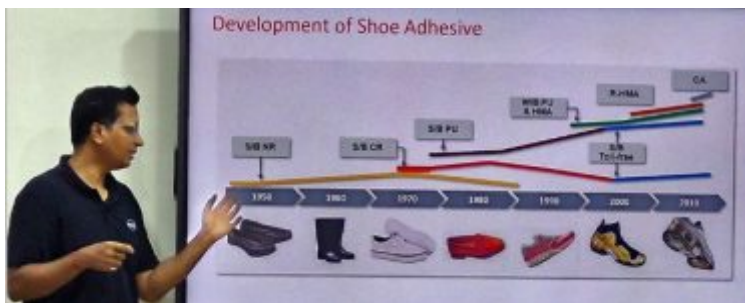 Development of Shoe Adhesive
CA
R-HMA
W/B PU
& HMA
S/B PU
S/B NR
S/B CR
S/B
Tol-free
1950
1960
1970
1980
1990
2000
2010